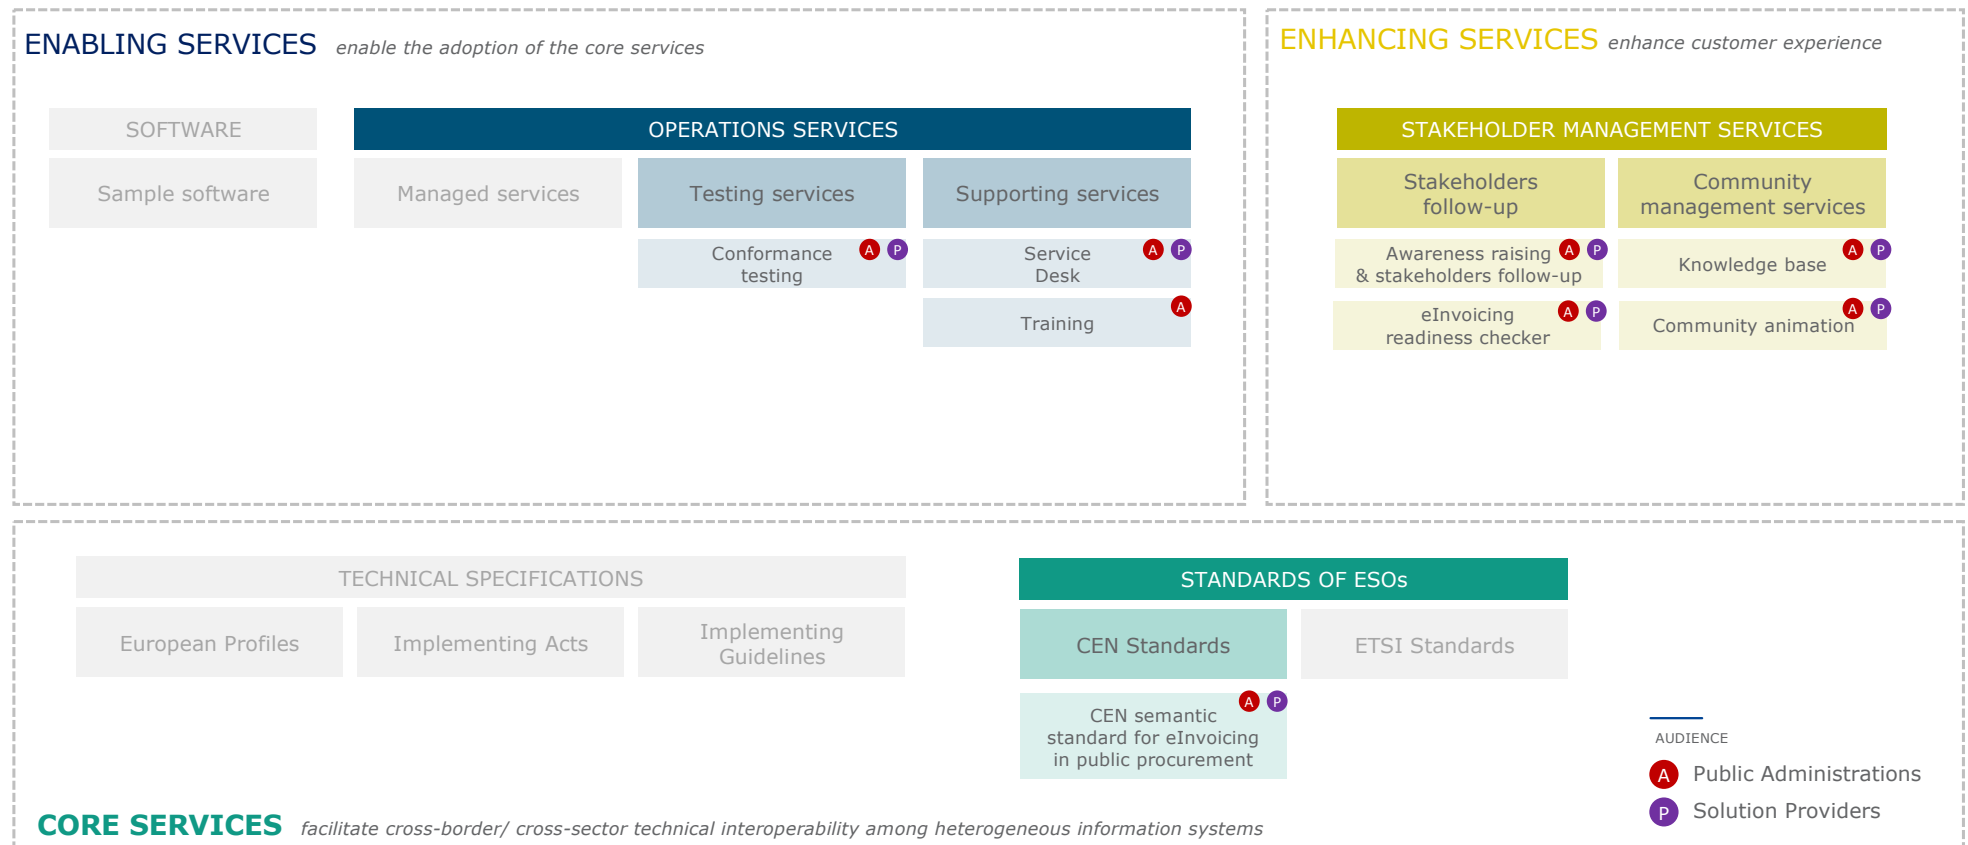 ENABLING SERVICES enable the adoption of the core services
SOFTWARE
Sample software
OPERATIONS SERVICES
Managed services
Testing services
Conformance
testing
A P
Supporting services
Service
Desk
A P
Training
A
ENHANCING SERVICES enhance customer experience
STAKEHOLDER MANAGEMENT SERVICES
Stakeholders
follow-up
Awareness raising
& stakeholders follow-up
A P
eInvoicing
readiness checker
A P
Community
management services
Knowledge base
A P
Community animation
A P
TECHNICAL SPECIFICATIONS
European Profiles
Implementing Acts
Implementing
Guidelines
STANDARDS OF ESOs
CEN Standards
CEN semantic
standard for eInvoicing
in public procurement
A P
ETSI Standards
AUDIENCE
A Public Administrations
P Solution Providers
CORE SERVICES facilitate cross-border/ cross-sector technical interoperability among heterogeneous information systems